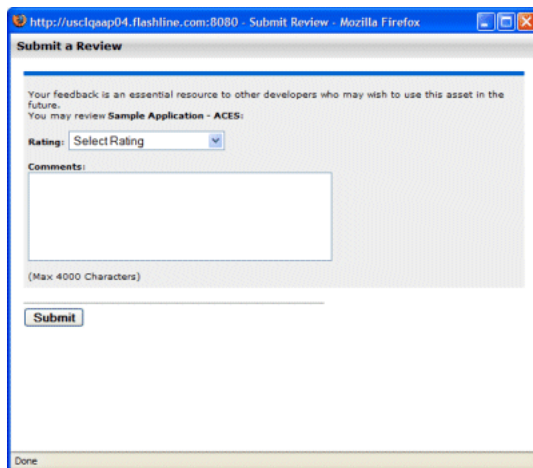 http://usclqaap04.flashline.com:8080 - Submit Review - Mozilla Firefox
Submit a Review
Your feedback is an essential resource to other developers who may wish to use this asset in the
future.
You may review Sample Application - ACES:
Rating: Select Rating
Comments:
(Max 4000 Characters)
Submit
Done